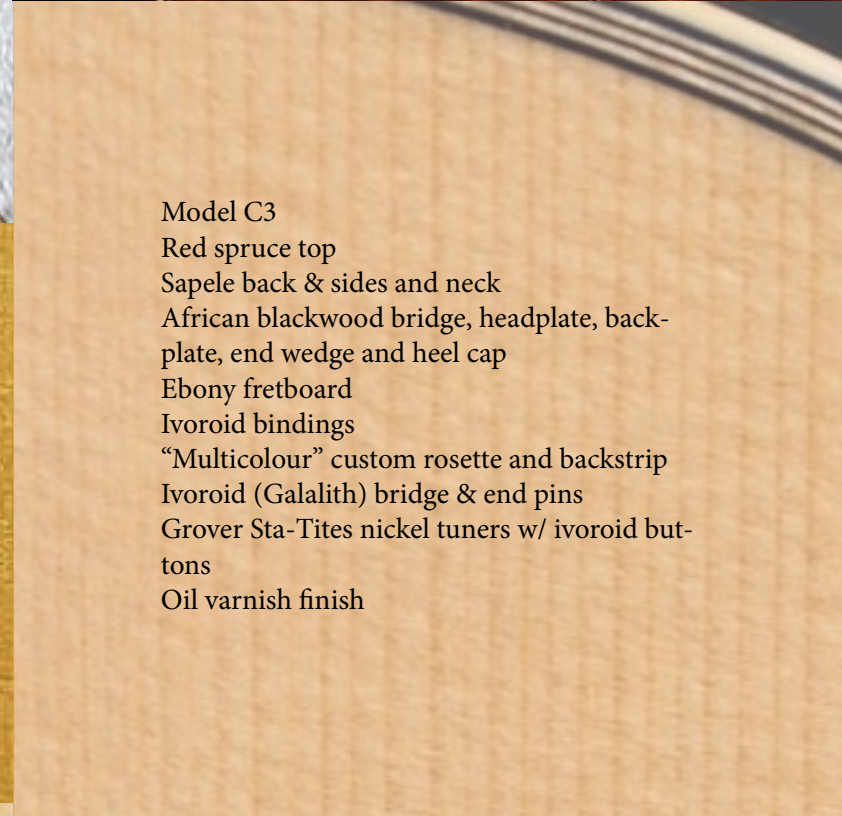 Model C3
Red spruce top
Sapele back & sides and neck
African blackwood bridge, headplate, back-
plate, end wedge and heel cap
Ebony fretboard
Ivoroid bindings
“Multicolour” custom rosette and backstrip
Ivoroid (Galalith) bridge & end pins
Grover Sta-Tites nickel tuners w/ ivoroid but-
tons
Oil varnish finish